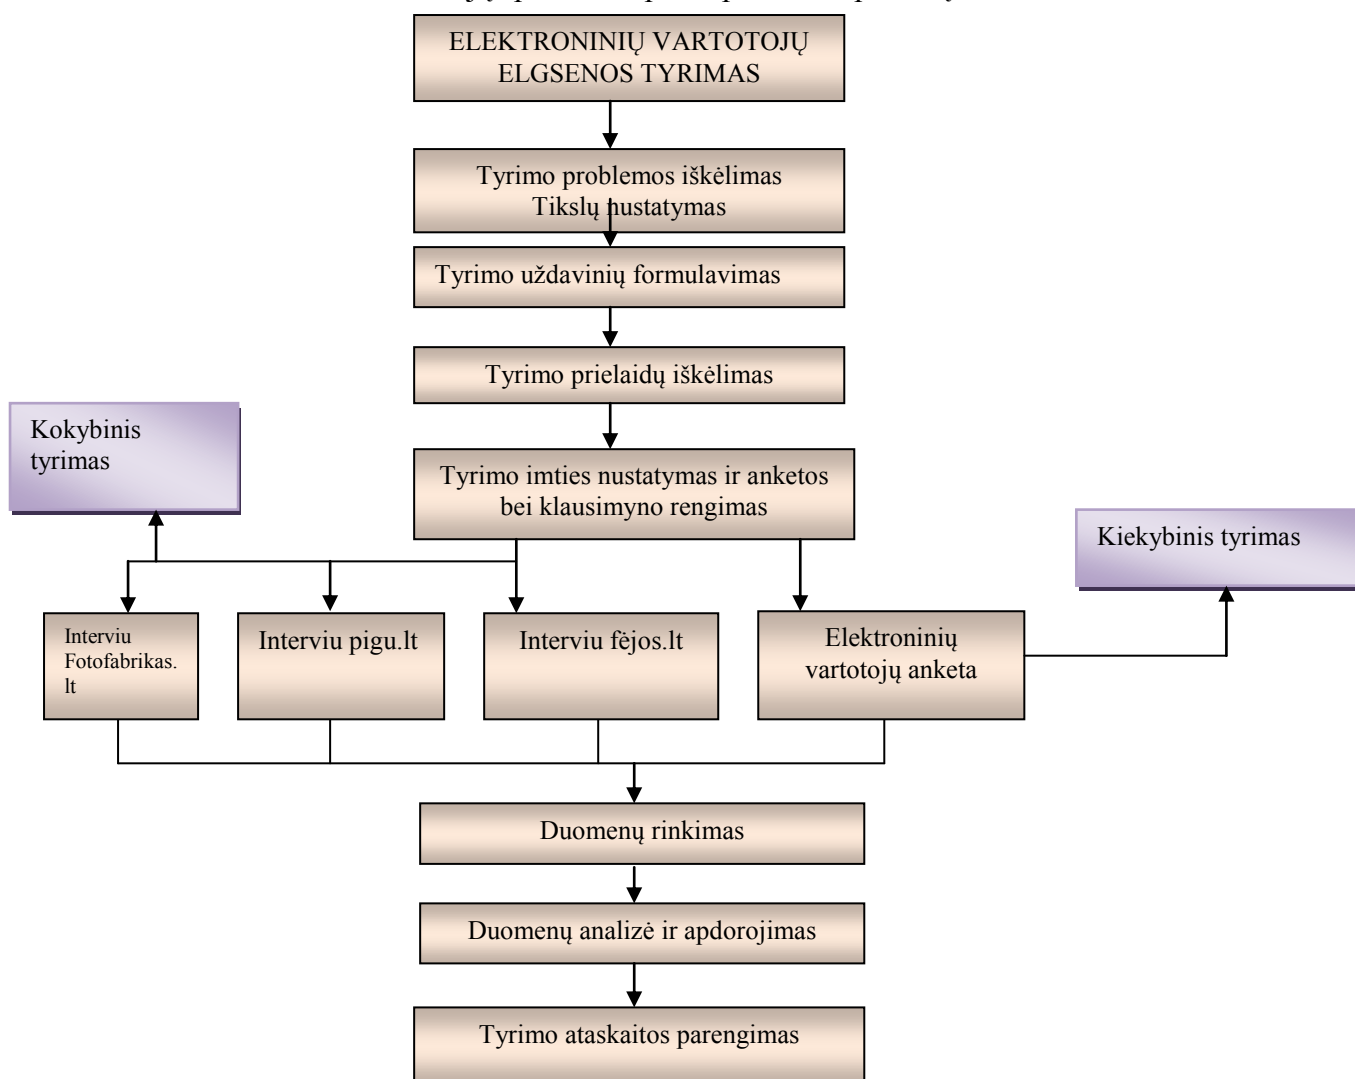 ELEKTRONINIŲ VARTOTOJŲ
ELGSENOS TYRIMAS
Tyrimo problemos iškėlimas
Tikslų nustatymas
Tyrimo uždavinių formulavimas
Tyrimo prielaidų iškėlimas
Kokybinis
tyrimas
Tyrimo imties nustatymas ir anketos
bei klausimyno rengimas
Kiekybinis tyrimas
Interviu
Fotofabrikas.
lt
Interviu pigu.lt
Interviu fėjos.lt
Elektroninių
vartotojų anketa
Duomenų rinkimas
Duomenų analizė ir apdorojimas
Tyrimo ataskaitos parengimas